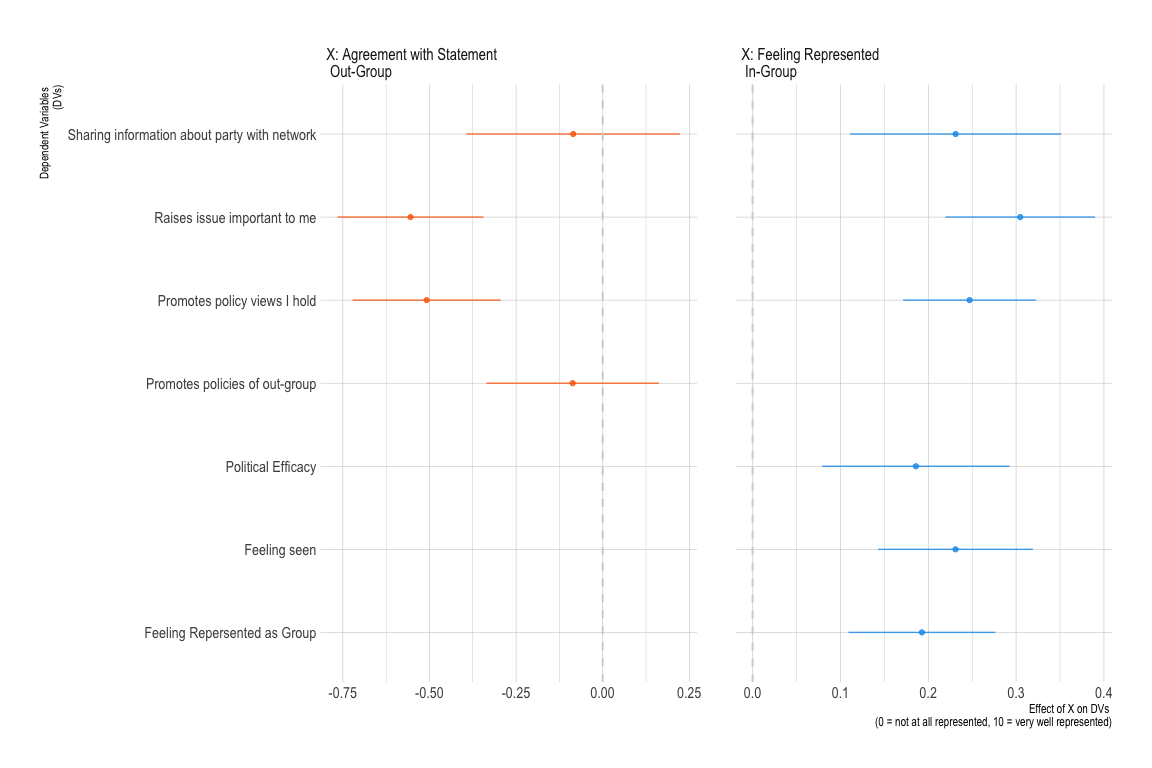 X: Agreement with Statement
Out-Group
X: Feeling Represented
In-Group
Dependent Variables
(DVs)
Sharing information about party with network
Raises issue important to me
Promotes policy views I hold
Promotes policies of out-group
Political Efficacy
Feeling seen
Feeling Repersented as Group
-0.75 -0.50 -0.25 0.00 0.25
0.0 0.1 0.2 0.3 0.4
Effect of X on DVs
(0 = not at all represented, 10 = very well represented)